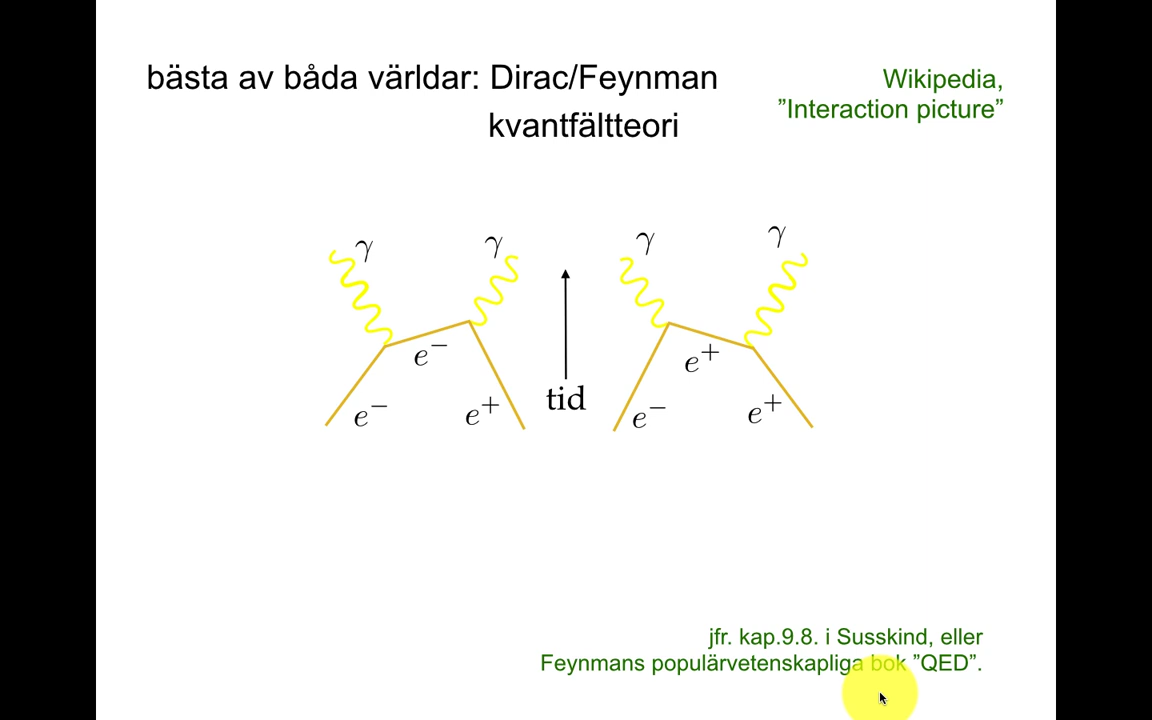 bästa av båda världar: Dirac/Feynman
kvantfältteori
Wikipedia,
”Interaction picture”
γ γ γ γ
e⁻ e⁺
tid
e⁻ e⁺ e⁻ e⁺
jfr. kap.9.8. i Susskind, eller
Feynmans populärvetenskapliga bok ”QED”.